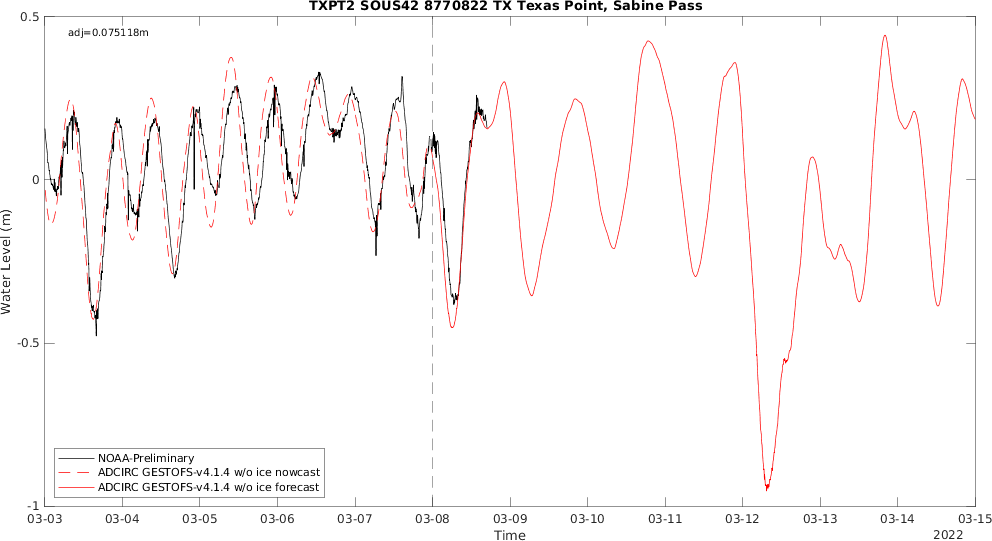 TXPT2 SOUS42 8770822 TX Texas Point, Sabine Pass
adj=0.075118m
0.5
0
-0.5
-1
Water Level (m)
NOAA-Preliminary
ADCIRC GESTOFS-v4.1.4 w/o ice nowcast
ADCIRC GESTOFS-v4.1.4 w/o ice forecast
03-03 03-04 03-05 03-06 03-07 03-08 03-09 03-10 03-11 03-12 03-13 03-14 03-15
Time
2022